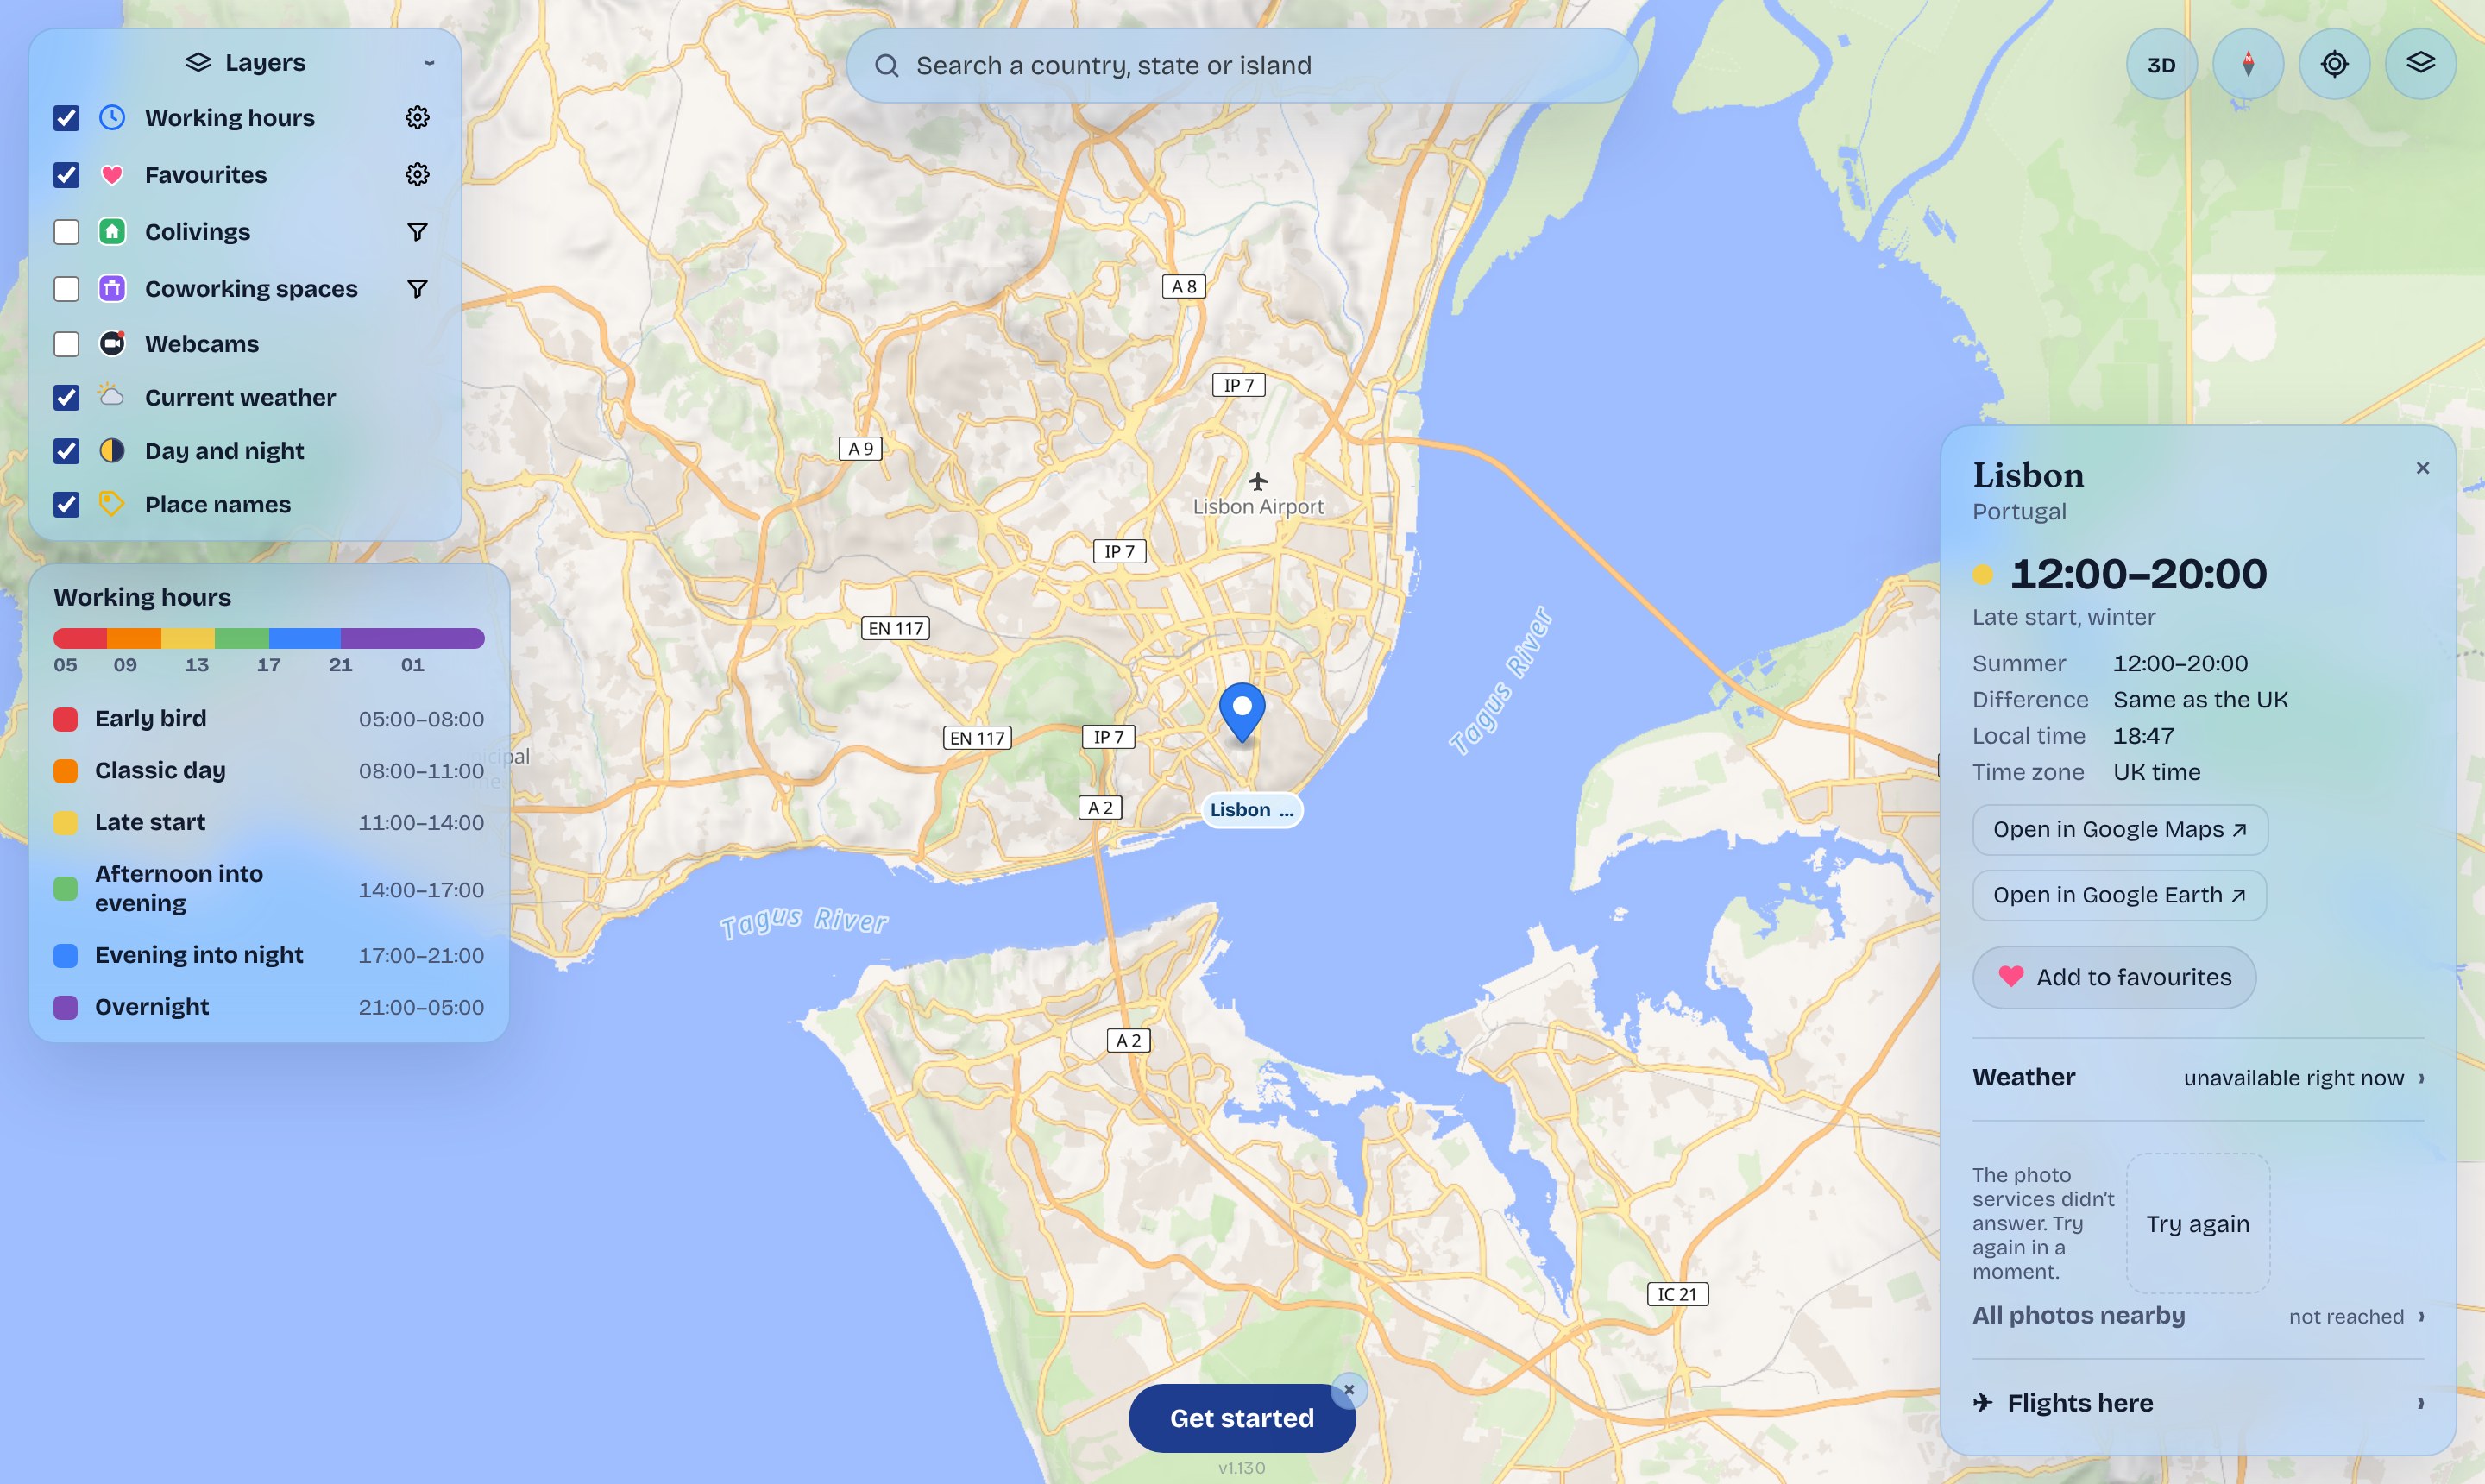 Layers
Working hours
Favourites
Colivings
Coworking spaces
Webcams
Current weather
Day and night
Place names
Working hours
05 09 13 17 21 01
Early bird 05:00–08:00
Classic day 08:00–11:00
Late start 11:00–14:00
Afternoon into
evening 14:00–17:00
Evening into night 17:00–21:00
Overnight 21:00–05:00
Search a country, state or island
3D
A 8
IP 7
A 9
Lisbon Airport
IP 7
EN 117
Tagus River
EN 117
IP 7
A 2
Lisbon ...
Tagus River
A 2
IC 21
Get started
v1.130
Lisbon
Portugal
12:00–20:00
Late start, winter
Summer 12:00–20:00
Difference Same as the UK
Local time 18:47
Time zone UK time
Open in Google Maps ↗
Open in Google Earth ↗
Add to favourites
Weather unavailable right now
The photo
services didn't
answer. Try
again in a
moment.
Try again
All photos nearby not reached
Flights here